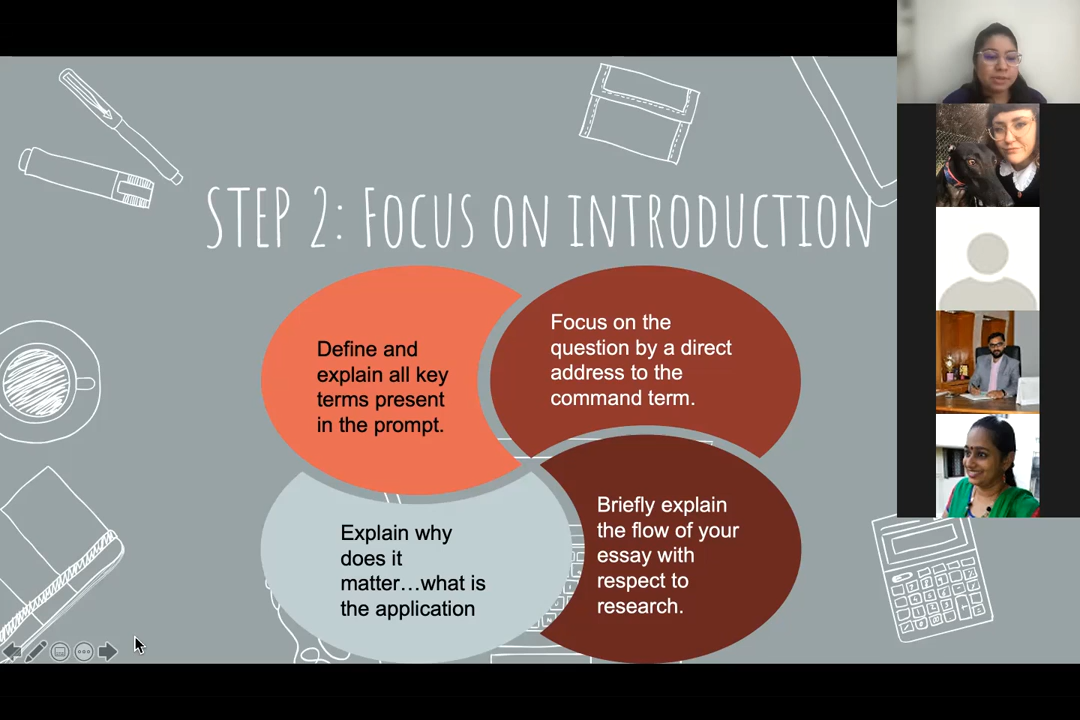 STEP 2: FOCUS ON INTRODUCTION
Define and
explain all key
terms present
in the prompt.
Focus on the
question by a direct
address to the
command term.
Explain why
does it
matter…what is
the application
Briefly explain
the flow of your
essay with
respect to
research.